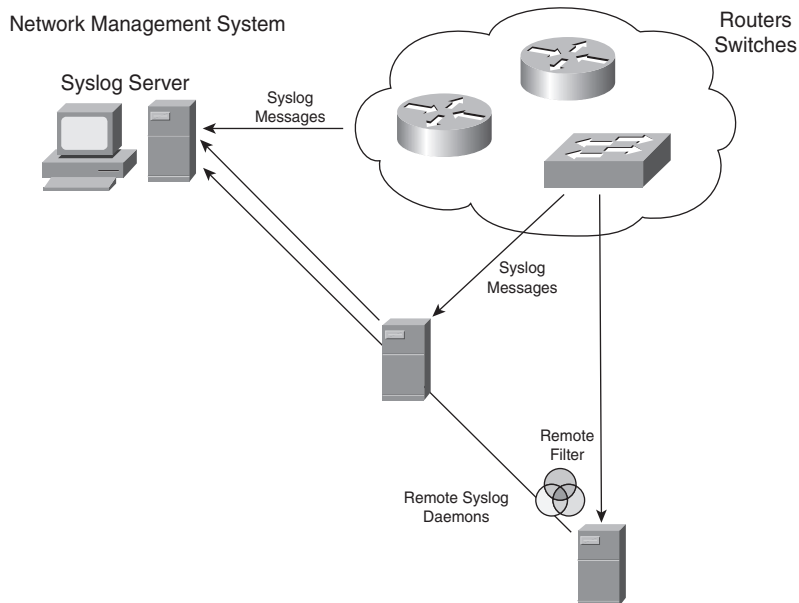 Network Management System
Routers
Switches
Syslog Server
Syslog
Messages
Syslog
Messages
Remote
Filter
Remote Syslog
Daemons